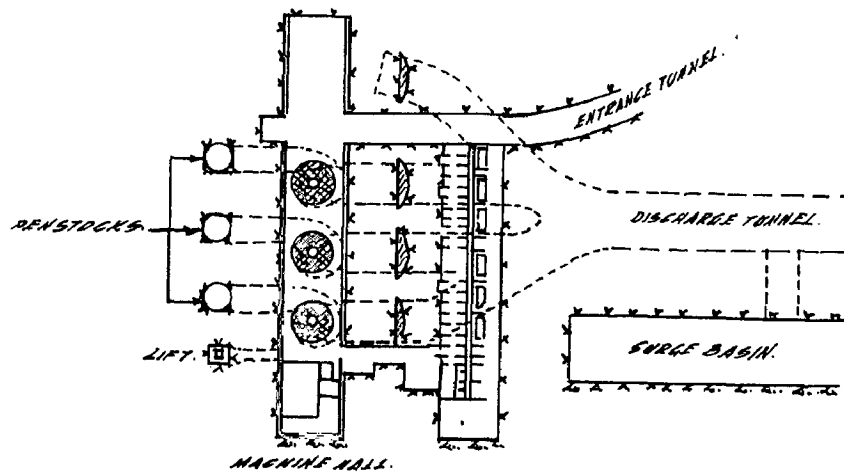 ENTRANCE TUNNEL.
PENSTOCKS.
DISCHARGE TUNNEL.
LIFT.
SURGE BASIN.
MACHINE HALL.